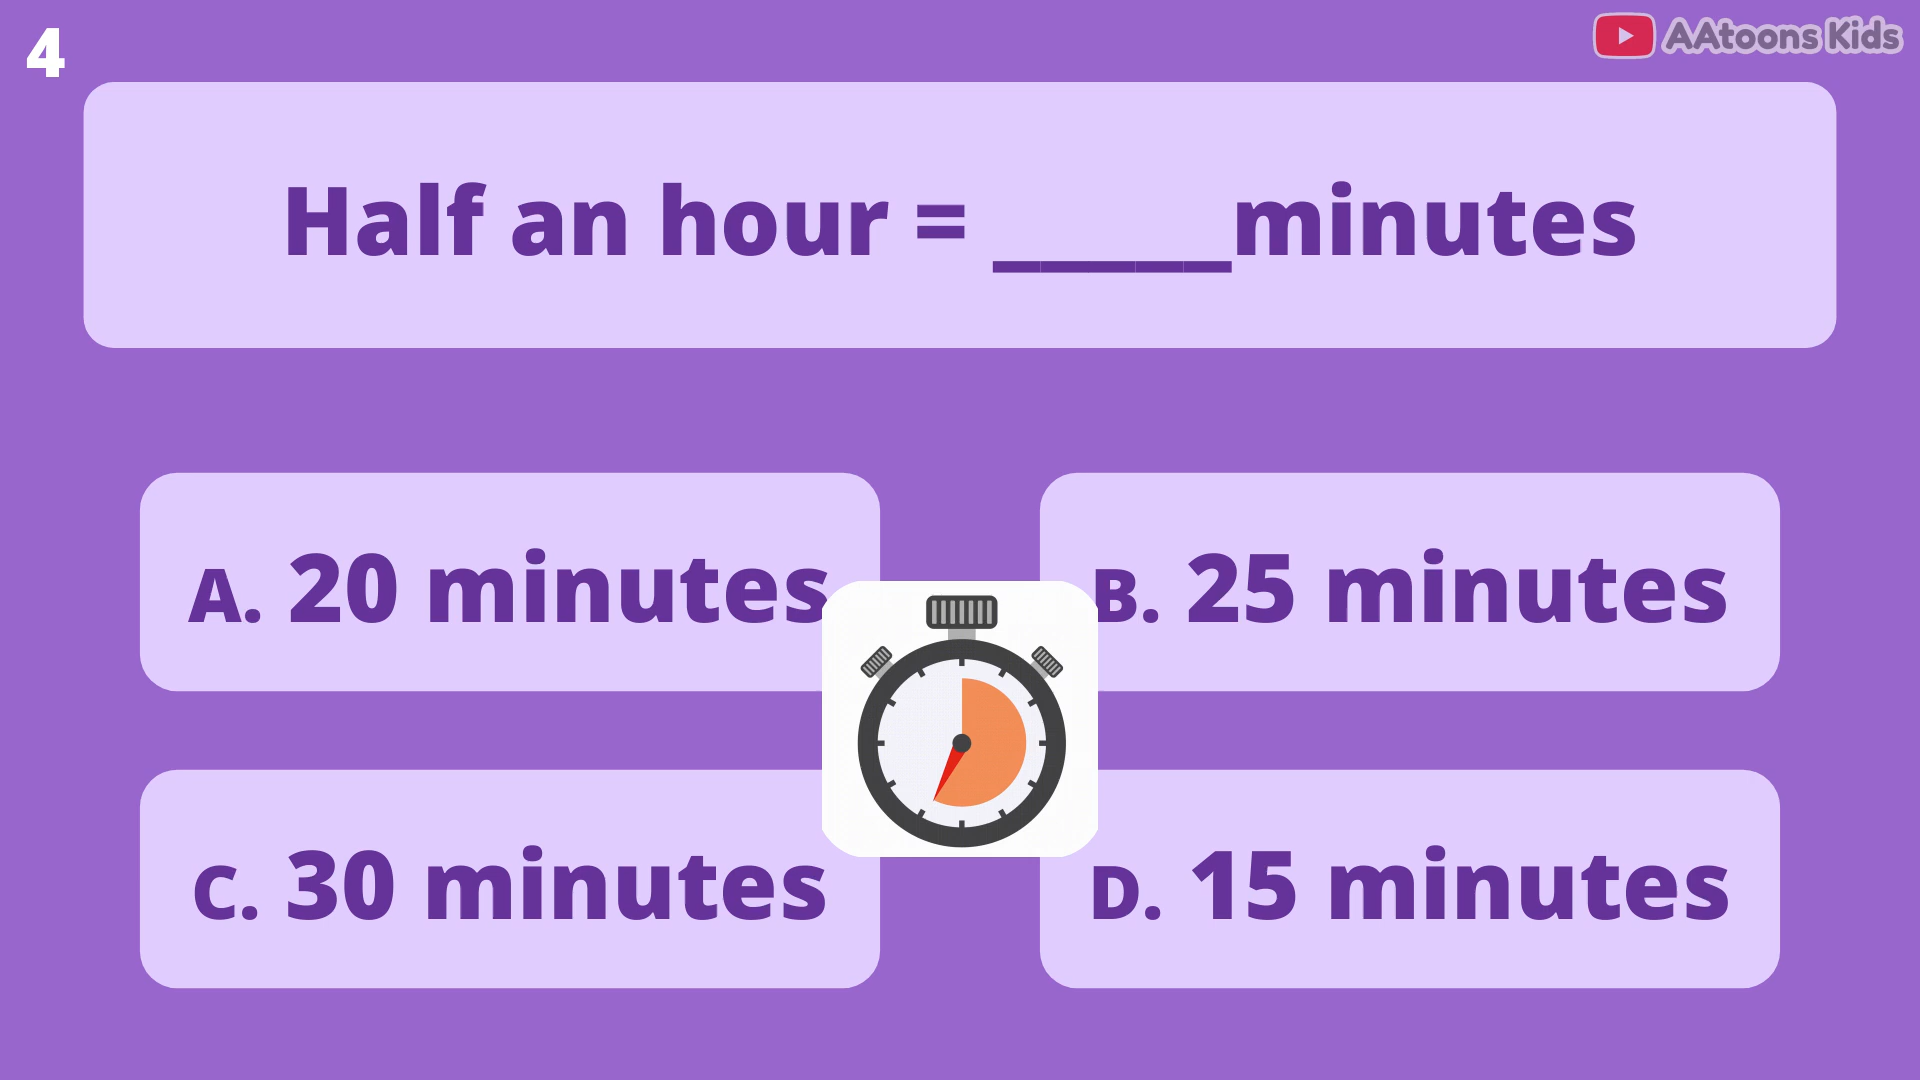 4
AAtoons Kids
Half an hour = _____minutes
A. 20 minutes
B. 25 minutes
C. 30 minutes
D. 15 minutes